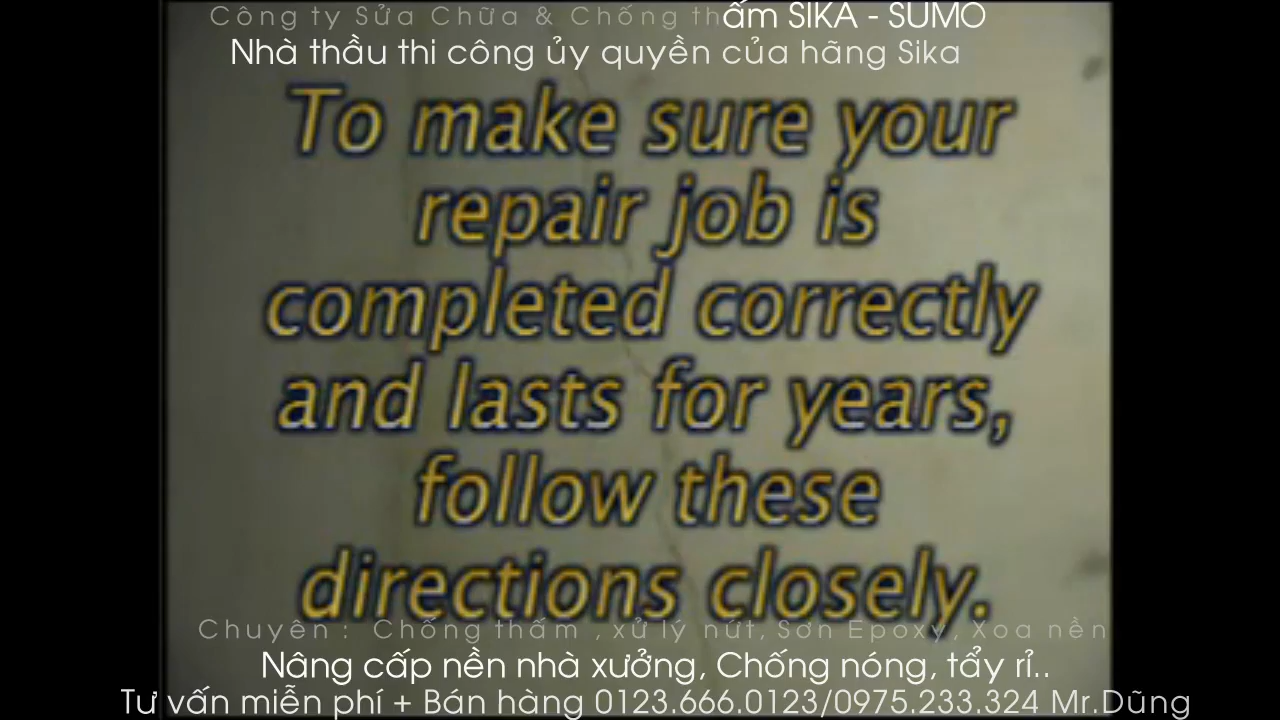 Công ty Sửa Chữa & Chống thấm SIKA - SUMO
Nhà thầu thi công ủy quyền của hãng Sika
To make sure your
repair job is
completed correctly
and lasts for years,
follow these
directions closely.
Chuyên : Chống thấm , xử lý nứt, Sơn Epoxy, Xoa nền
Nâng cấp nền nhà xưởng, Chống nóng, tẩy rỉ..
Tư vấn miễn phí + Bán hàng 0123.666.0123/0975.233.324 Mr.Dũng